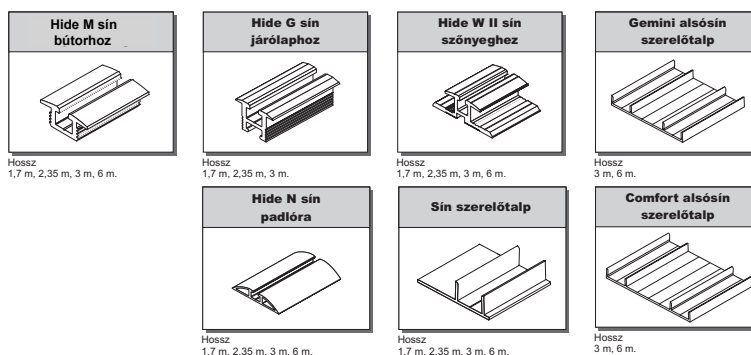 Hide M sín
bútorhoz
Hossz
1,7 m, 2,35 m, 3 m, 6 m.
Hide G sín
járólaphoz
Hossz
1,7 m, 2,35 m, 3 m.
Hide W II sín
szőnyeghez
Hossz
1,7 m, 2,35 m, 3 m, 6 m.
Gemini alsósín
szerelőtalp
Hossz
3 m, 6 m.
Hide N sín
padlóra
Hossz
1,7 m, 2,35 m, 3 m, 6 m.
Sín szerelőtalp
Hossz
1,7 m, 2,35 m, 3 m, 6 m.
Comfort alsósín
szerelőtalp
Hossz
3 m, 6 m.